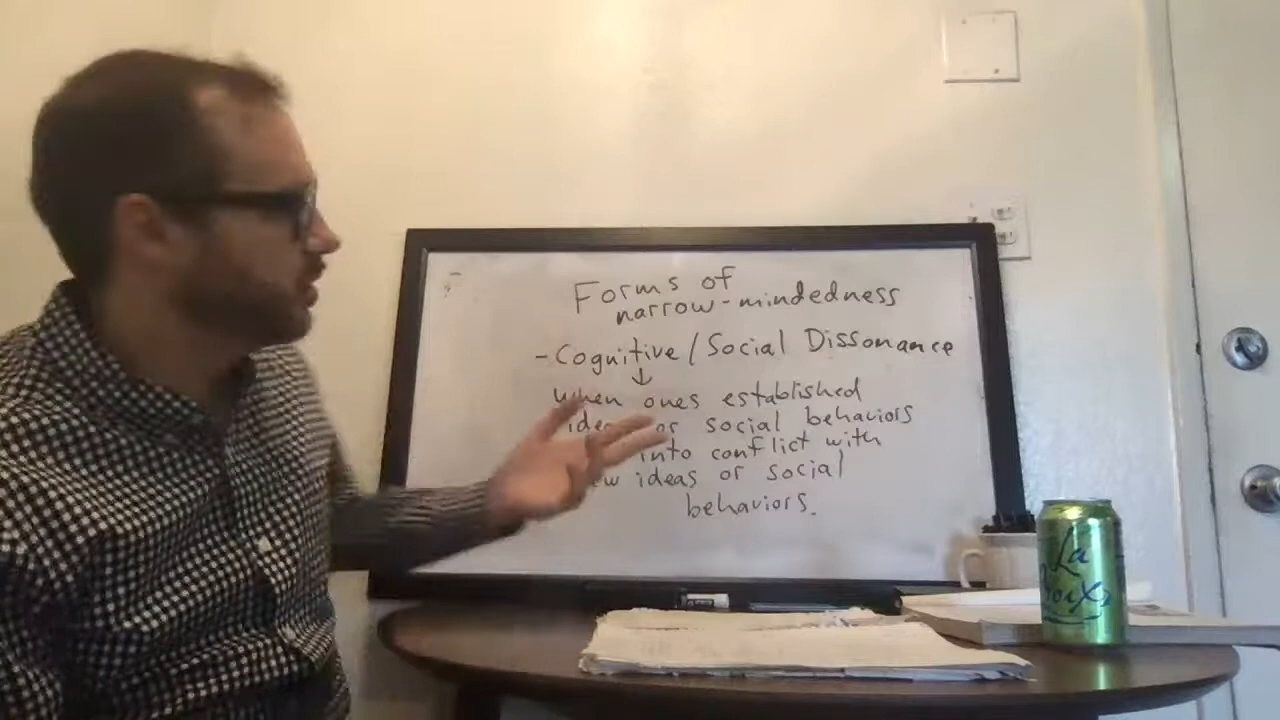 Forms of
narrow-mindedness
- Cognitive/Social Dissonance
↓
When ones established
or social behaviors
into conflict with
ideas or social
behaviors.
La